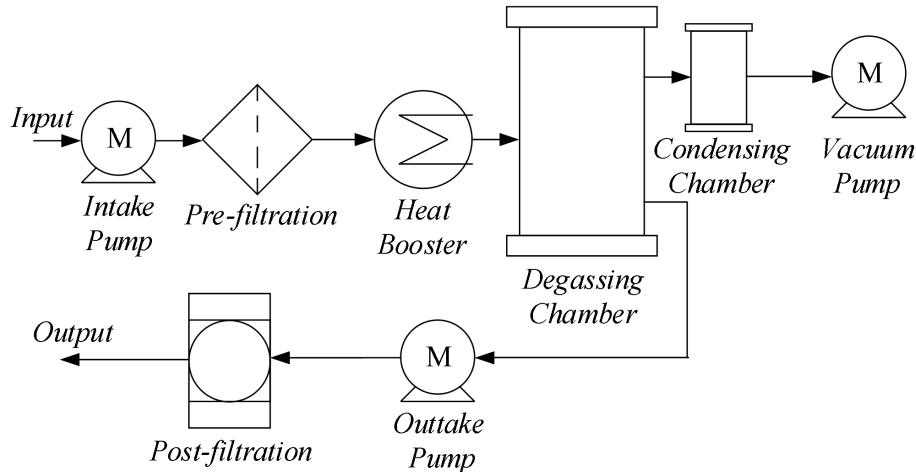 Input
M
Intake
Pump
Pre-filtration
Heat
Booster
Degassing
Chamber
Condensing
Chamber
M
Vacuum
Pump
Output
Post-filtration
M
Outtake
Pump